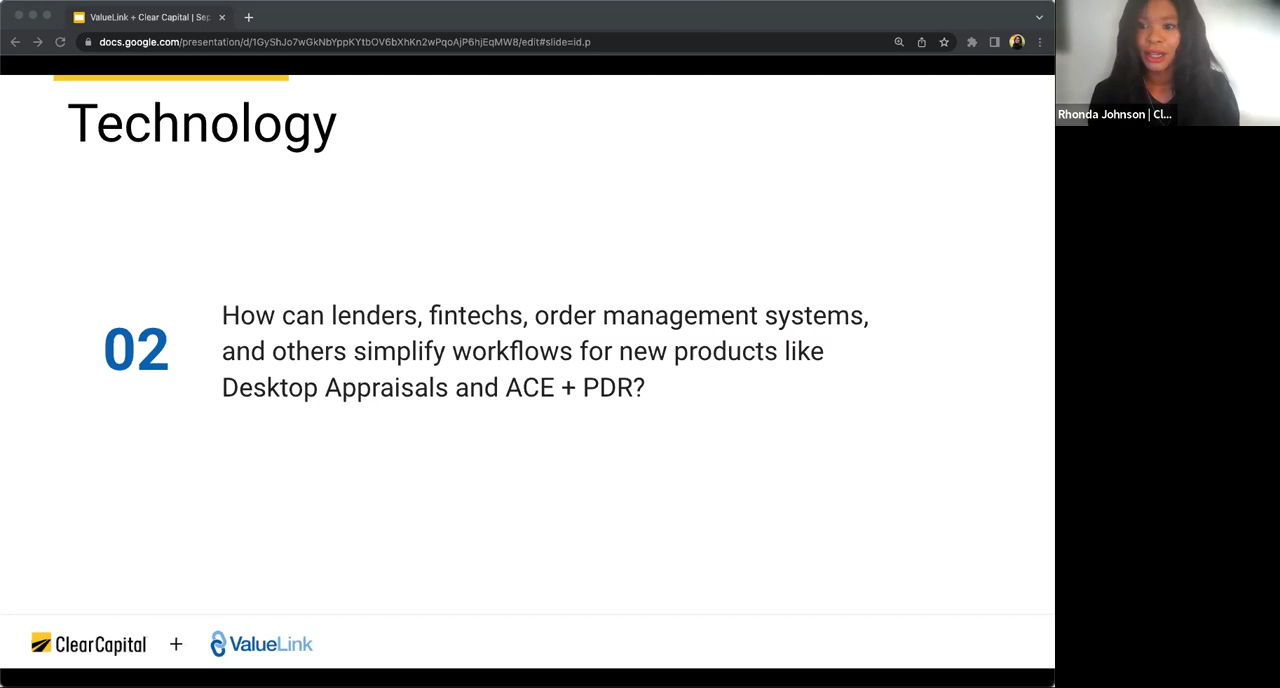 ValueLink + Clear Capital | Sep
docs.google.com/presentation/d/1GyShJo7wGkNbYppKYtbOV6bXhKn2wPqoAjP6hjEqMW8/edit#slide=id.p
Rhonda Johnson | Cl...
Technology
02
How can lenders, fintechs, order management systems,
and others simplify workflows for new products like
Desktop Appraisals and ACE + PDR?
ClearCapital + ValueLink